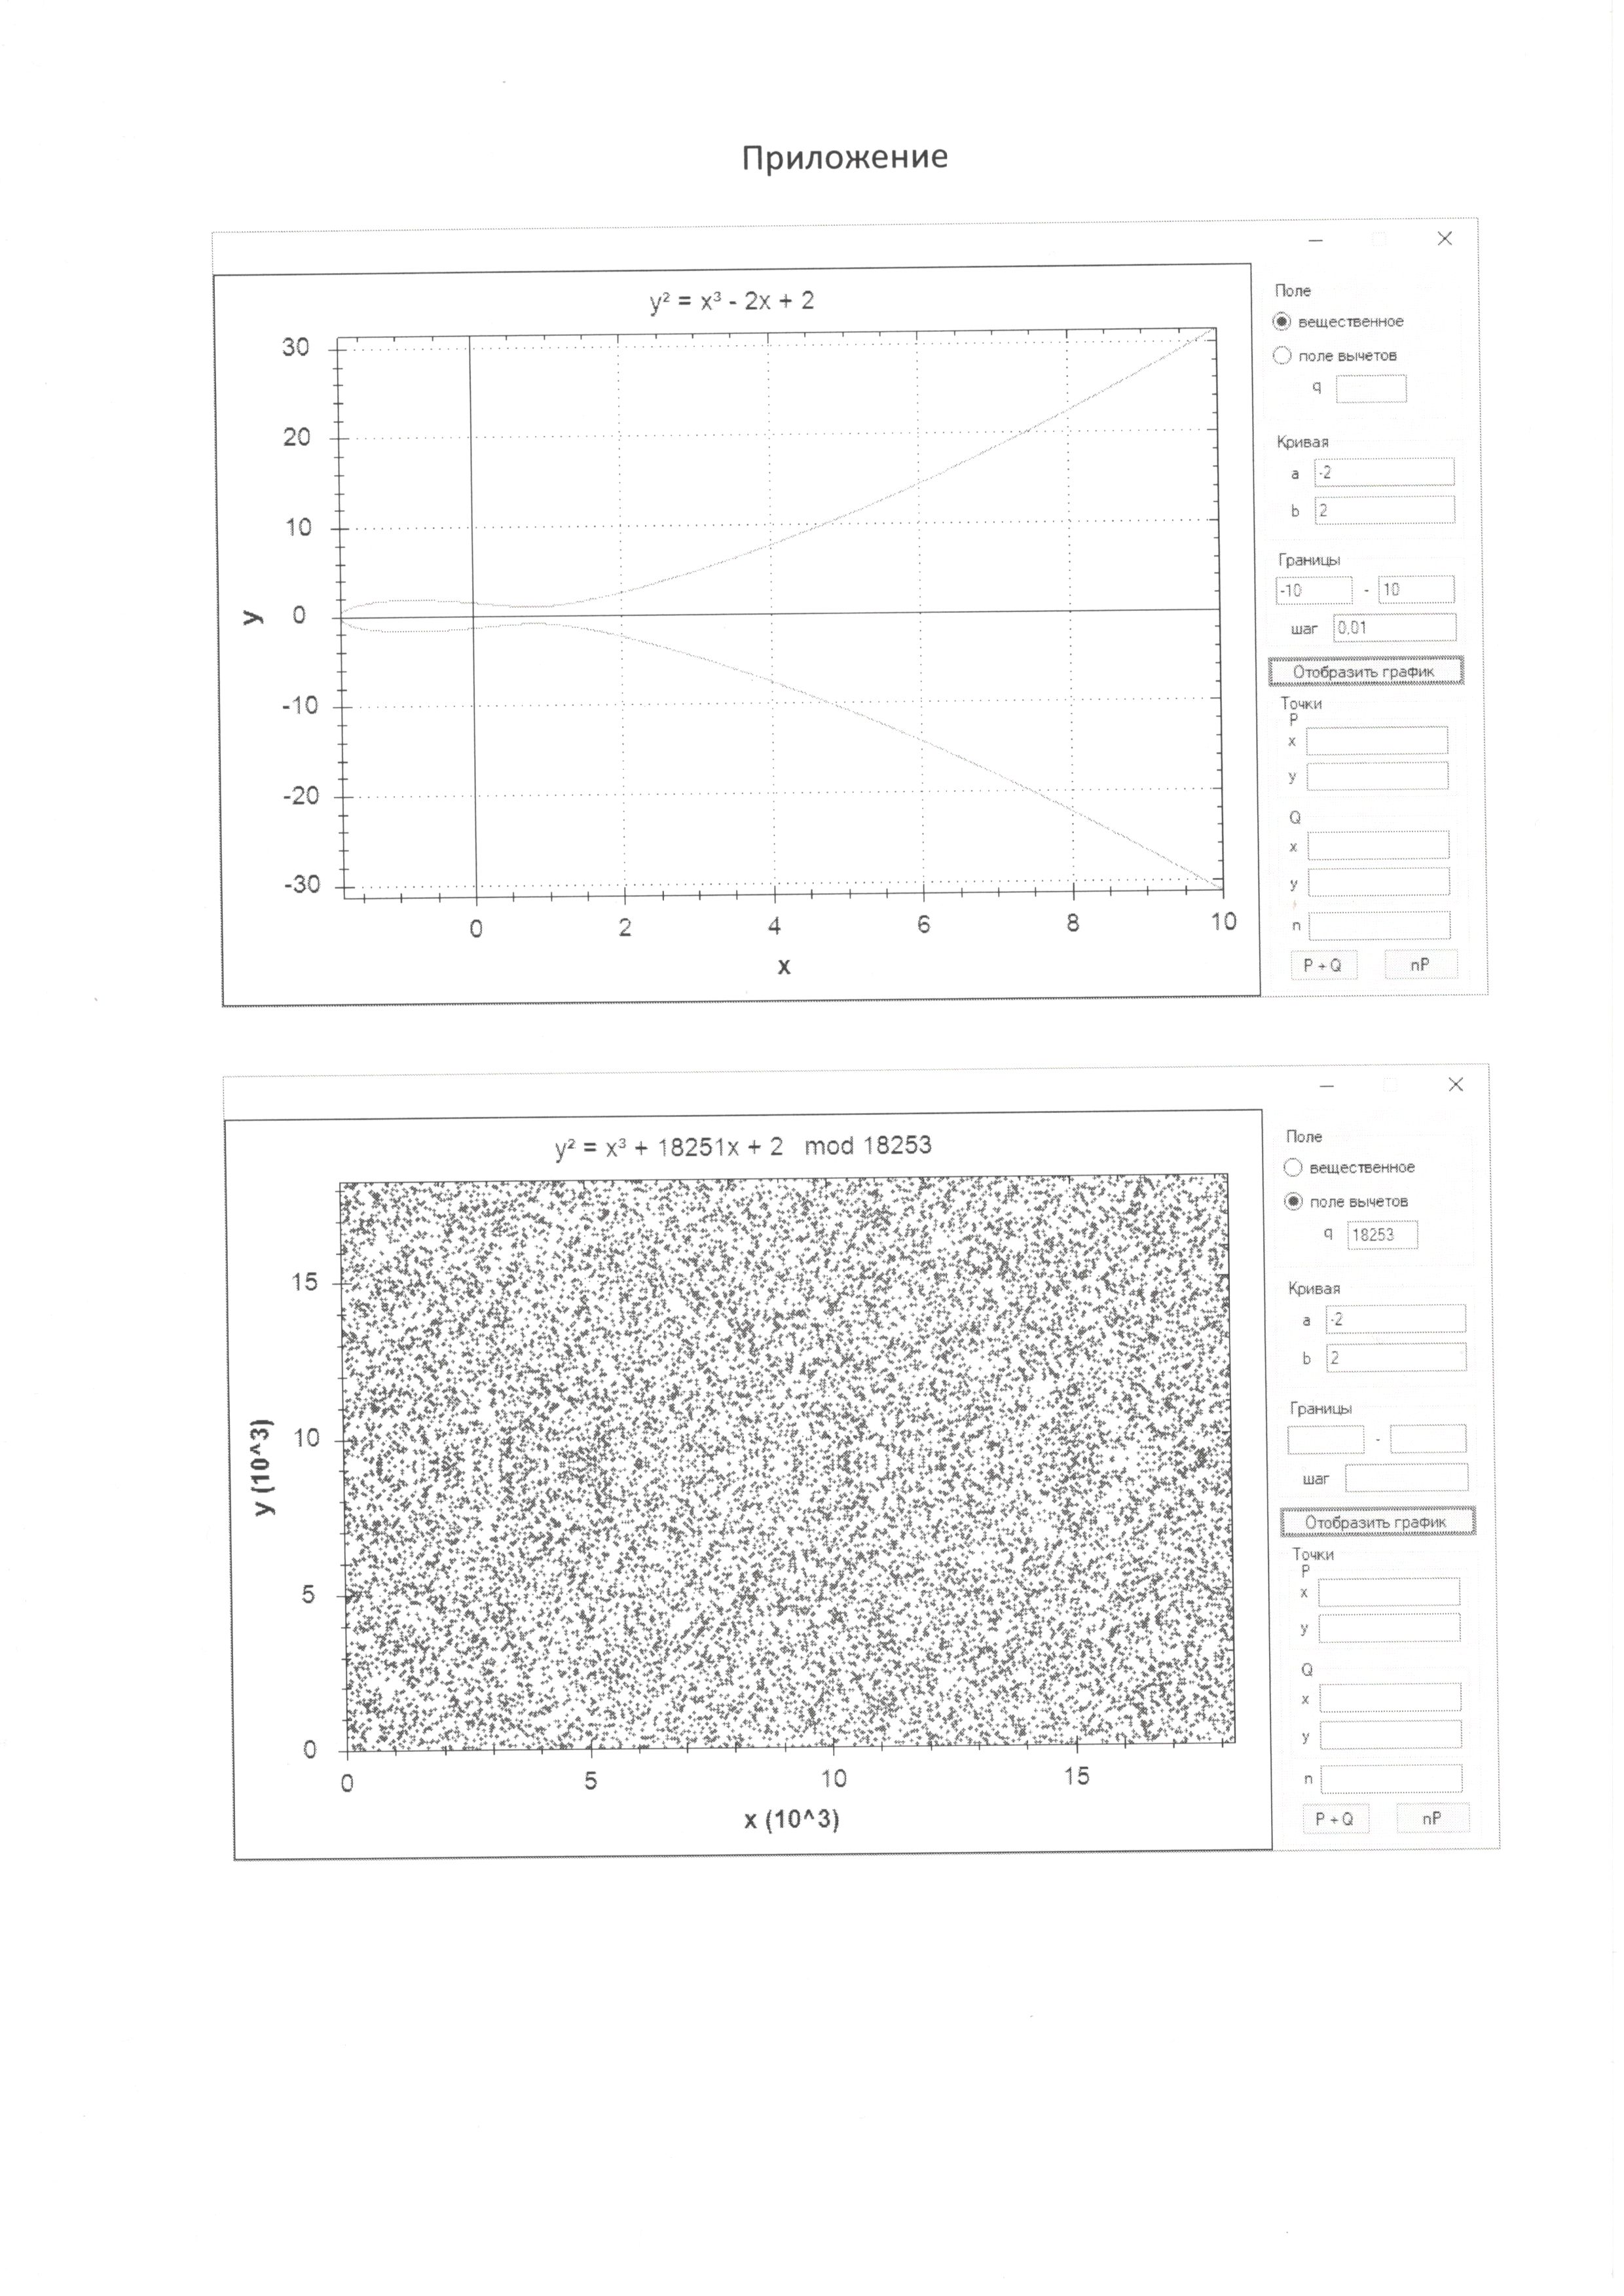 Приложение
y² = x³ - 2x + 2
30
20
10
0
-10
-20
-30
y
0 2 4 6 8 10
x
Поле
вещественное
поле вычетов
q
Кривая
a -2
b 2
Границы
-10 - 10
шаг 0,01
Отобразить график
Точки
P
x
y
Q
x
y
n
P + Q nP
y² = x³ + 18251x + 2 mod 18253
15
10
5
0
y (10^3)
0 5 10 15
x (10^3)
Поле
вещественное
поле вычетов
q 18253
Кривая
a -2
b 2
Границы
-
шаг
Отобразить график
Точки
P
x
y
Q
x
y
n
P + Q nP